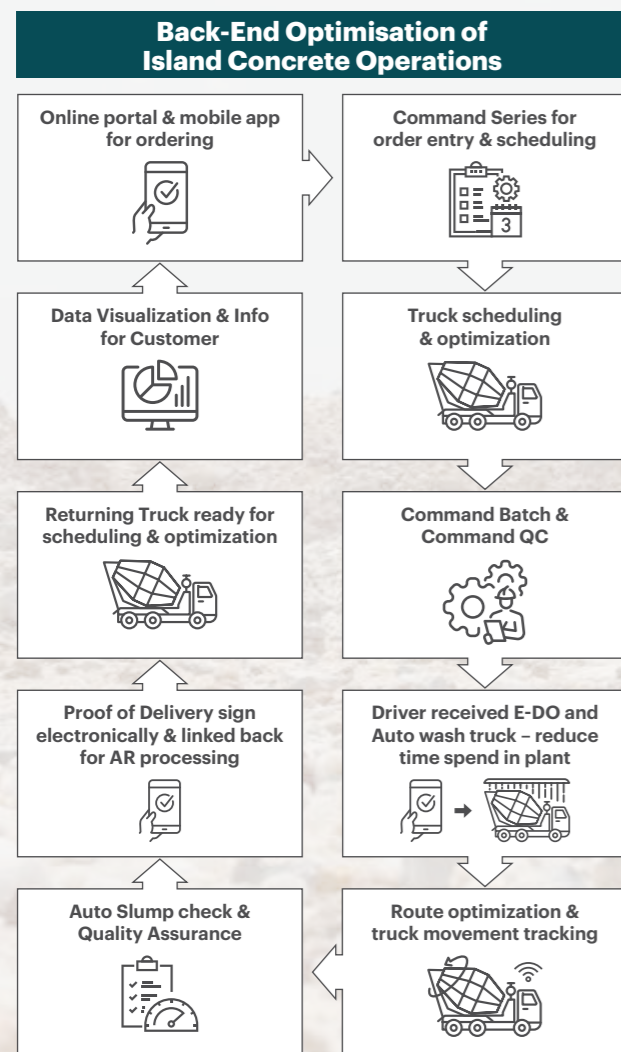 Back-End Optimisation of
Island Concrete Operations
Online portal & mobile app
for ordering
Command Series for
order entry & scheduling
3
Truck scheduling
& optimization
Command Batch &
Command QC
Driver received E-DO and
Auto wash truck – reduce
time spend in plant
Route optimization &
truck movement tracking
Auto Slump check &
Quality Assurance
Proof of Delivery sign
electronically & linked back
for AR processing
Returning Truck ready for
scheduling & optimization
Data Visualization & Info
for Customer